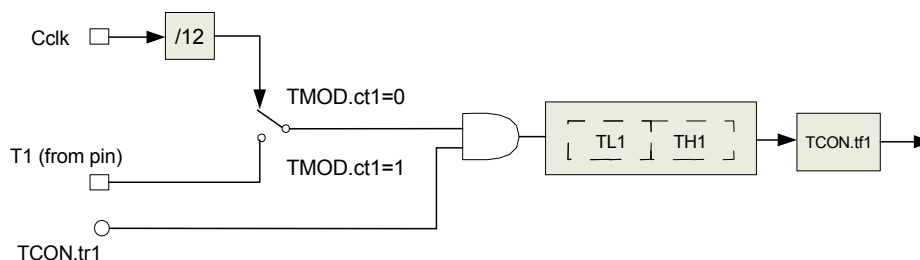 Cclk
/12
TMOD.ct1=0
T1 (from pin)
TMOD.ct1=1
TL1
TH1
TCON.tf1
TCON.tr1